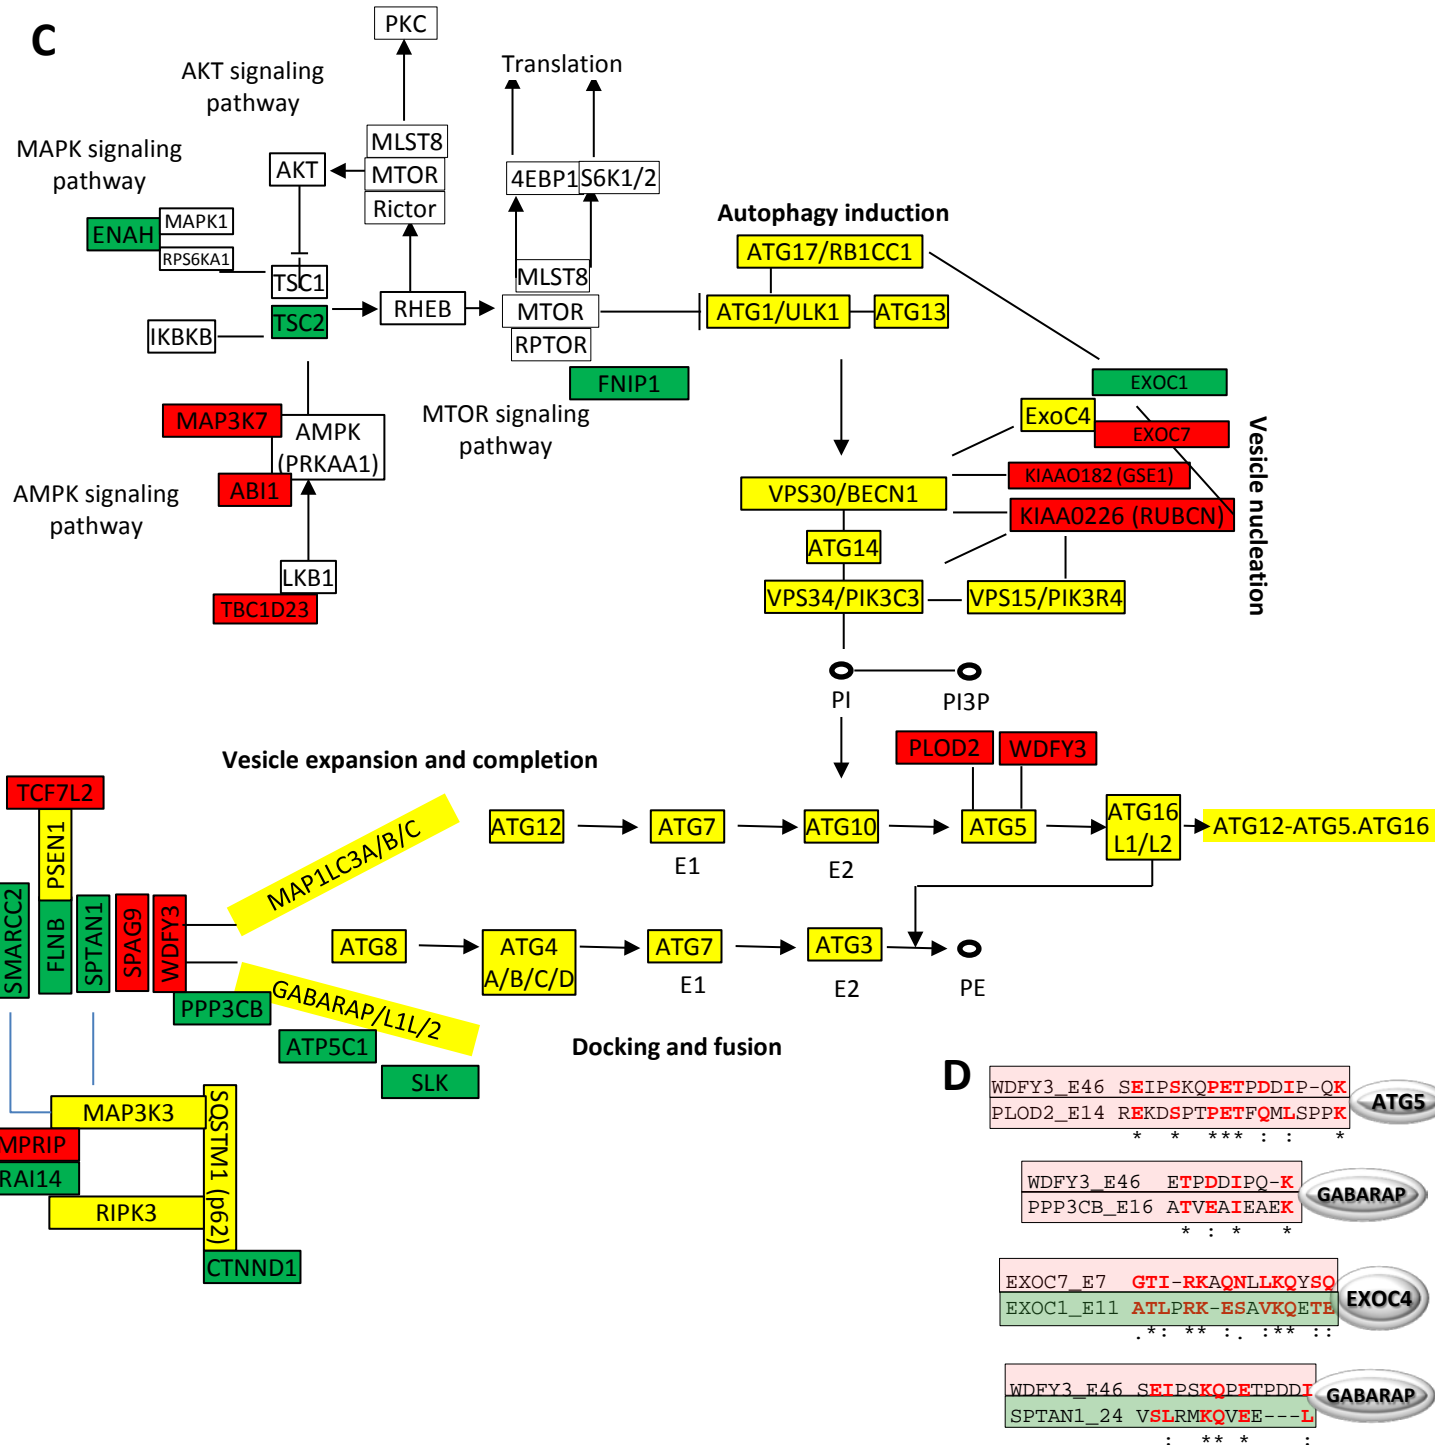 C
PKC
AKT signaling
pathway
Translation
MAPK signaling
pathway
MLST8
MTOR
Rictor
AKT
4EBP1
S6K1/2
ENAH
MAPK1
RPS6KA1
TSC1
TSC2
IKBKB
RHEB
MLST8
MTOR
RPTOR
FNIP1
MTOR signaling
pathway
Autophagy induction
ATG17/RB1CC1
ATG1/ULK1
ATG13
EXOC1
ExoC4
EXOC7
KIAAO182 (GSE1)
KIAA0226 (RUBCN)
Vesicle nucleation
MAP3K7
AMPK
(PRKAA1)
ABI1
AMPK signaling
pathway
LKB1
TBC1D23
VPS30/BECN1
ATG14
VPS34/PIK3C3
VPS15/PIK3R4
PI
PI3P
Vesicle expansion and completion
PLOD2
WDFY3
ATG12
ATG7
E1
ATG10
E2
ATG5
ATG16
L1/L2
ATG12-ATG5.ATG16
TCF7L2
PSEN1
SMARCC2
FLNB
SPTAN1
SPAG9
WDFY3
MAP1LC3A/B/C
GABARAP/L1L/2
PPP3CB
ATP5C1
SLK
ATG8
ATG4
A/B/C/D
ATG7
E1
ATG3
E2
PE
Docking and fusion
MAP3K3
MPRIP
RAI14
RIPK3
SQSTM1 (p62)
CTNND1
D
WDFY3_E46 SEIPSKQPETPDDIP-QK
PLOD2_E14 REKDSPTPETFQMLSPPK
* * *** : : *
ATG5
WDFY3_E46 ETPDDIPQ-K
PPP3CB_E16 ATVEAIEAEK
* : * *
GABARAP
EXOC7_E7 GTI-RKAQNLLKQYSQ
EXOC1_E11 ATLPRK-ESAVKQETE
.*: ** :. :** ::
EXOC4
WDFY3_E46 SEIPSKQPETPDDI
SPTAN1_24 VSLRMKQVEE---L
: ** * :
GABARAP